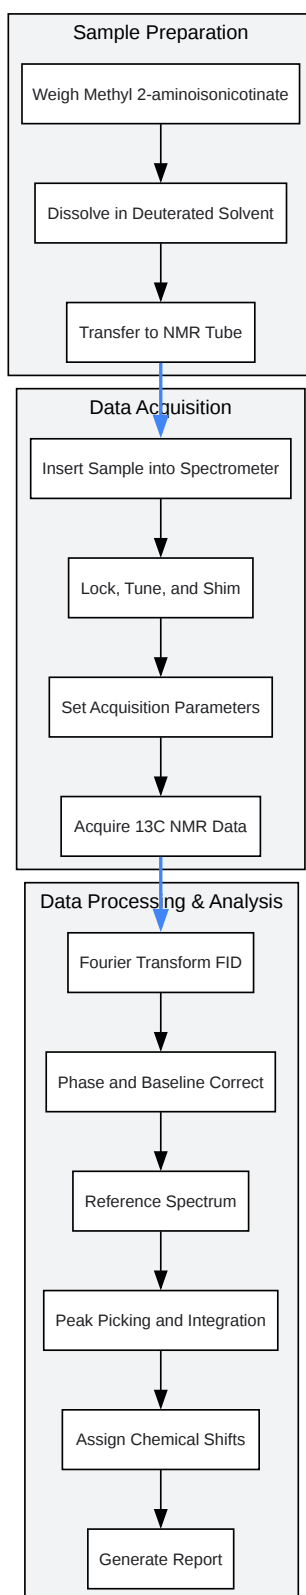 Sample Preparation
Weigh Methyl 2-aminoisonicotinate
Dissolve in Deuterated Solvent
Transfer to NMR Tube
Data Acquisition
Insert Sample into Spectrometer
Lock, Tune, and Shim
Set Acquisition Parameters
Acquire 13C NMR Data
Data Processing & Analysis
Fourier Transform FID
Phase and Baseline Correct
Reference Spectrum
Peak Picking and Integration
Assign Chemical Shifts
Generate Report